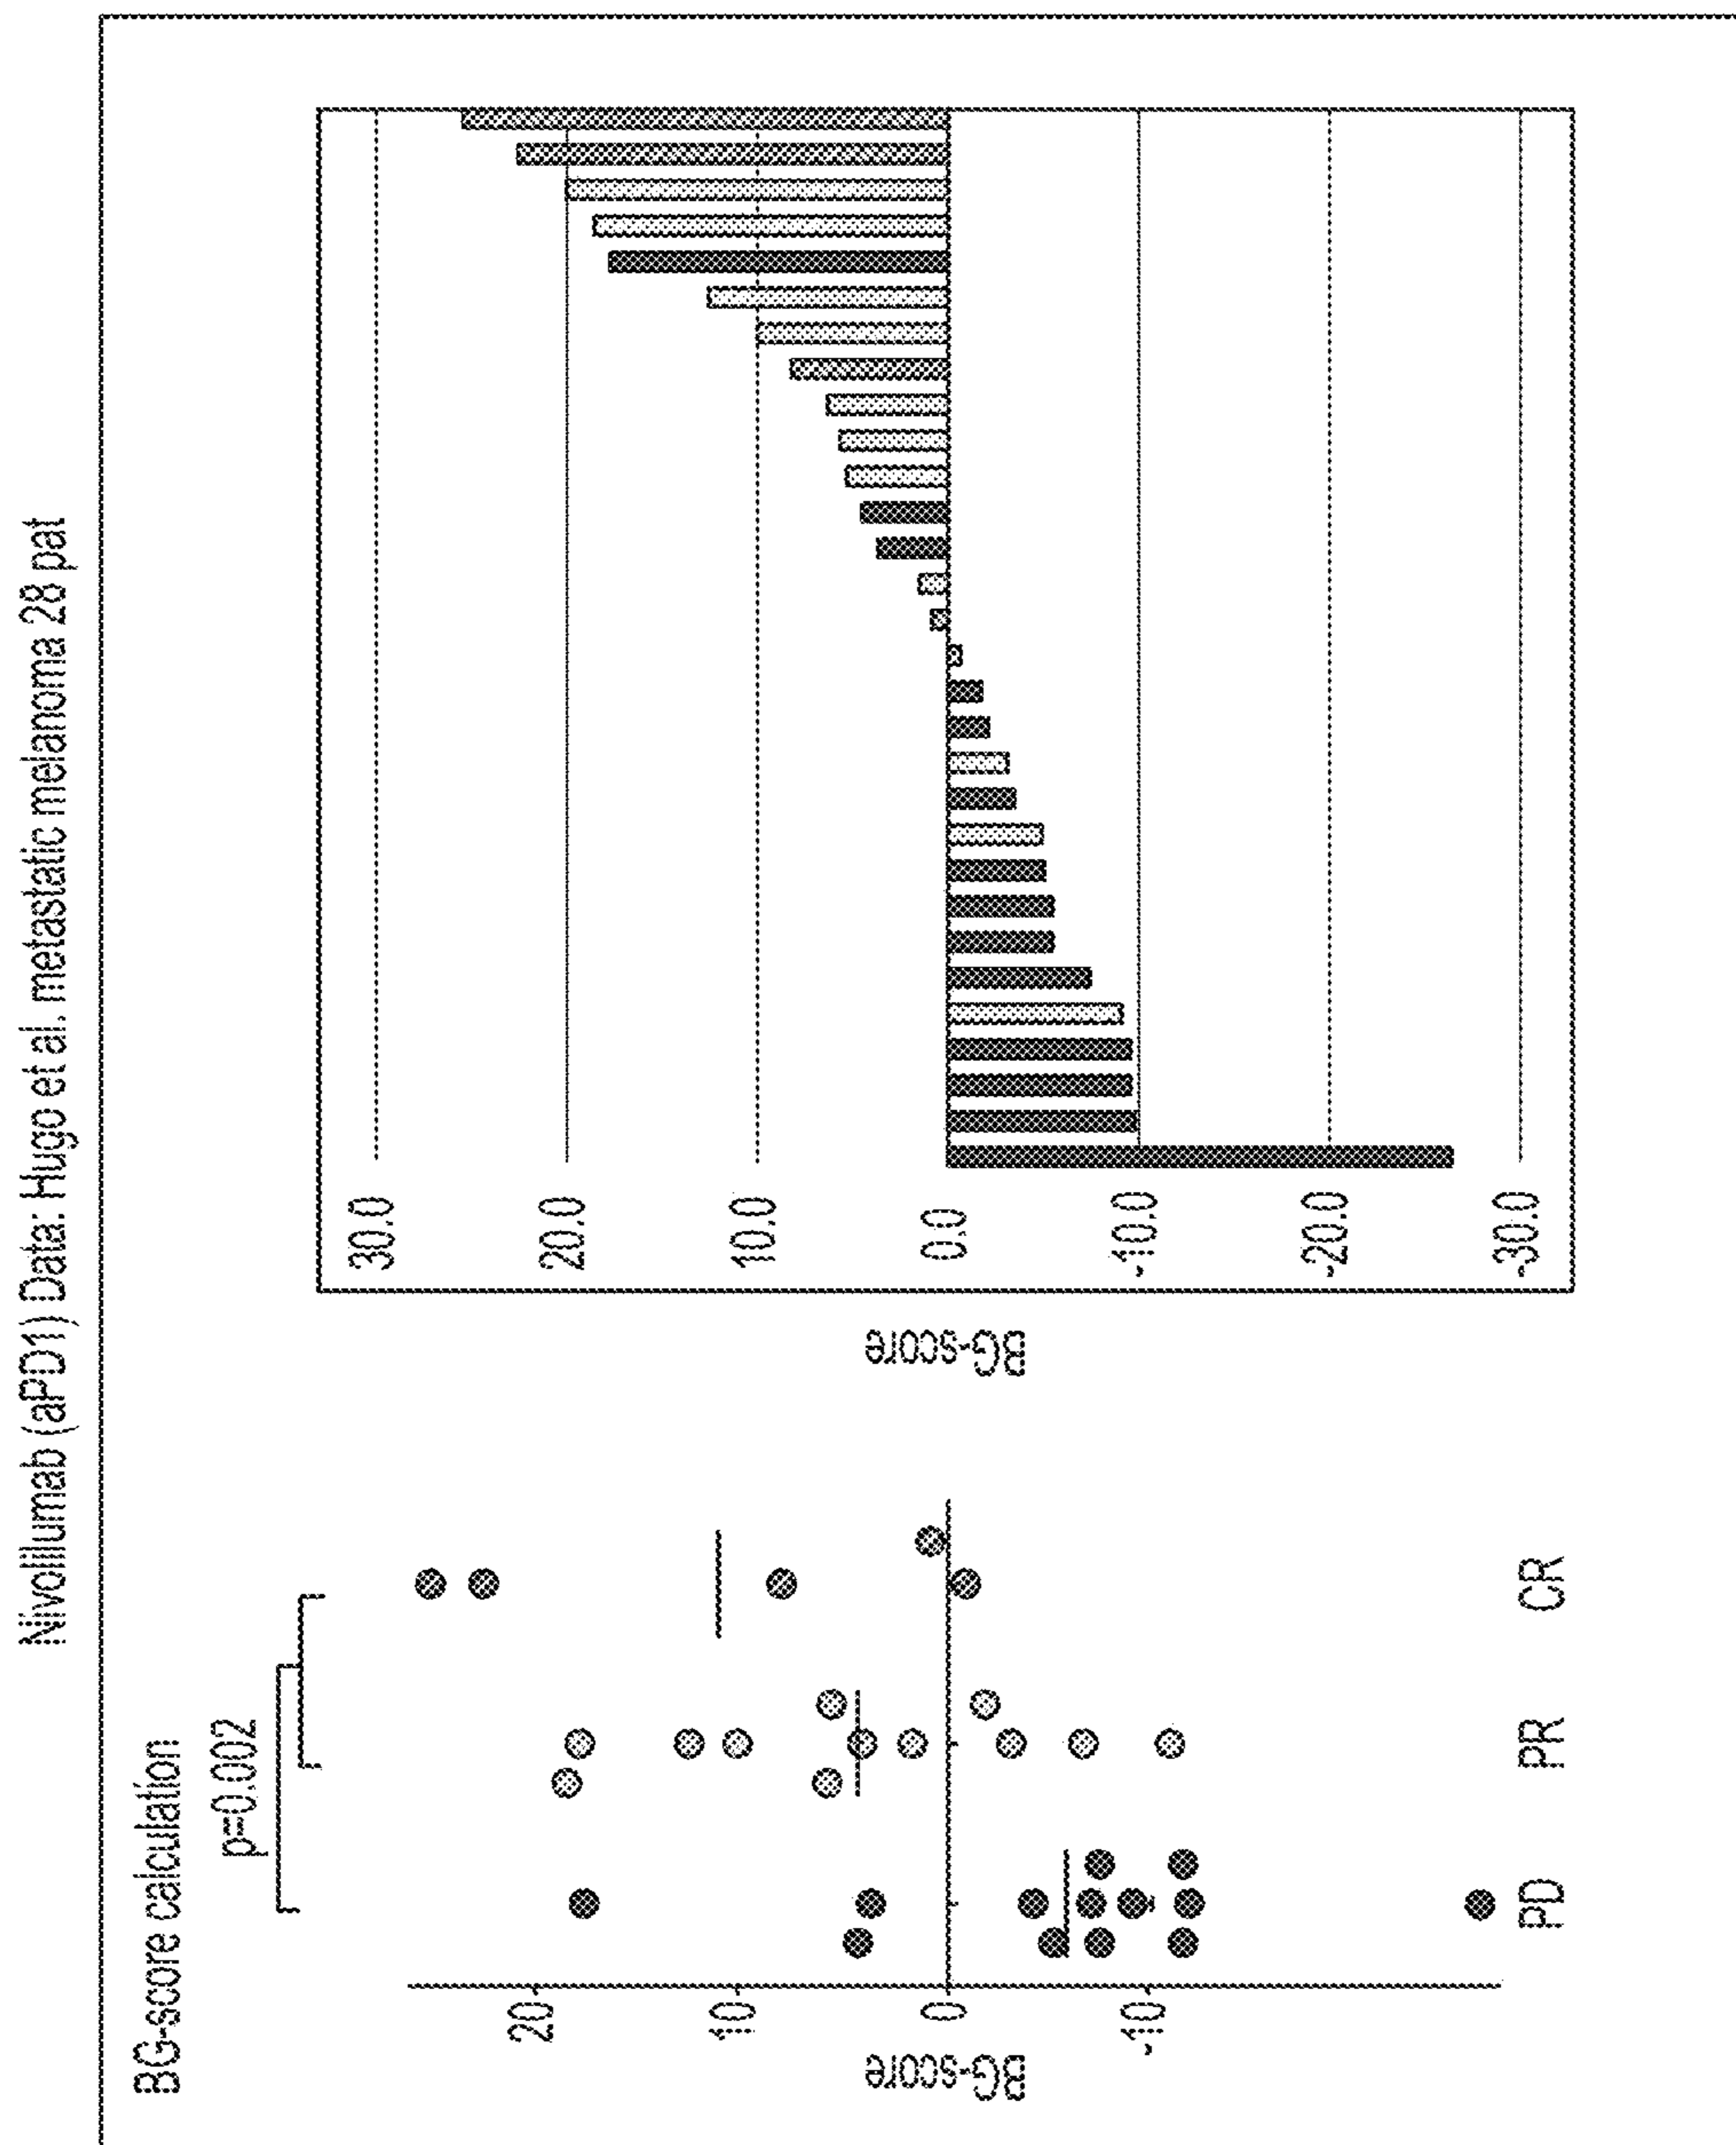 Nivolilumab (aPD1) Data: Hugo et al. metastatic melanoma 28 pat
BG-score calculation
p=0.002
BG-score
20
10
0
-10
PD
PR
CR
BG-score
30.0
20.0
10.0
0.0
-10.0
-20.0
-30.0